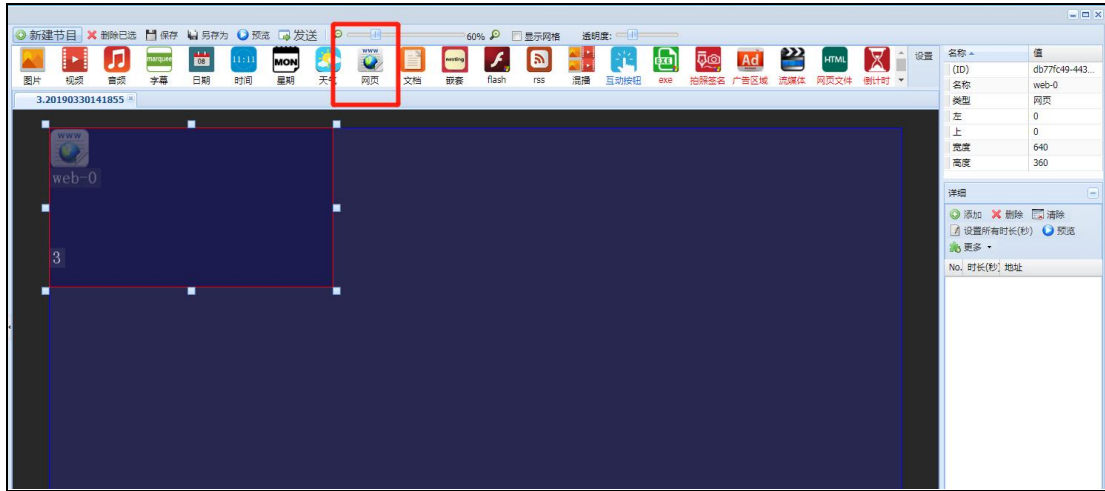 新建节目 删除已选 保存 另存为 预览 发送 60% 显示网格 透明度:
marquee 08 11:11 MON www nesting exe Ad HTML
图片 视频 音频 字幕 日期 时间 星期 天气 网页 文档 嵌套 flash rss 混播 互动按钮 exe 拍照签名 广告区域 流媒体 网页文件 倒计时 设置
3.20190330141855
www
web-0
3
名称 值
(ID) db77fc49-443...
名称 web-0
类型 网页
左 0
上 0
宽度 640
高度 360
详细
添加 删除 清除
设置所有时长(秒) 预览
更多
No. 时长(秒) 地址